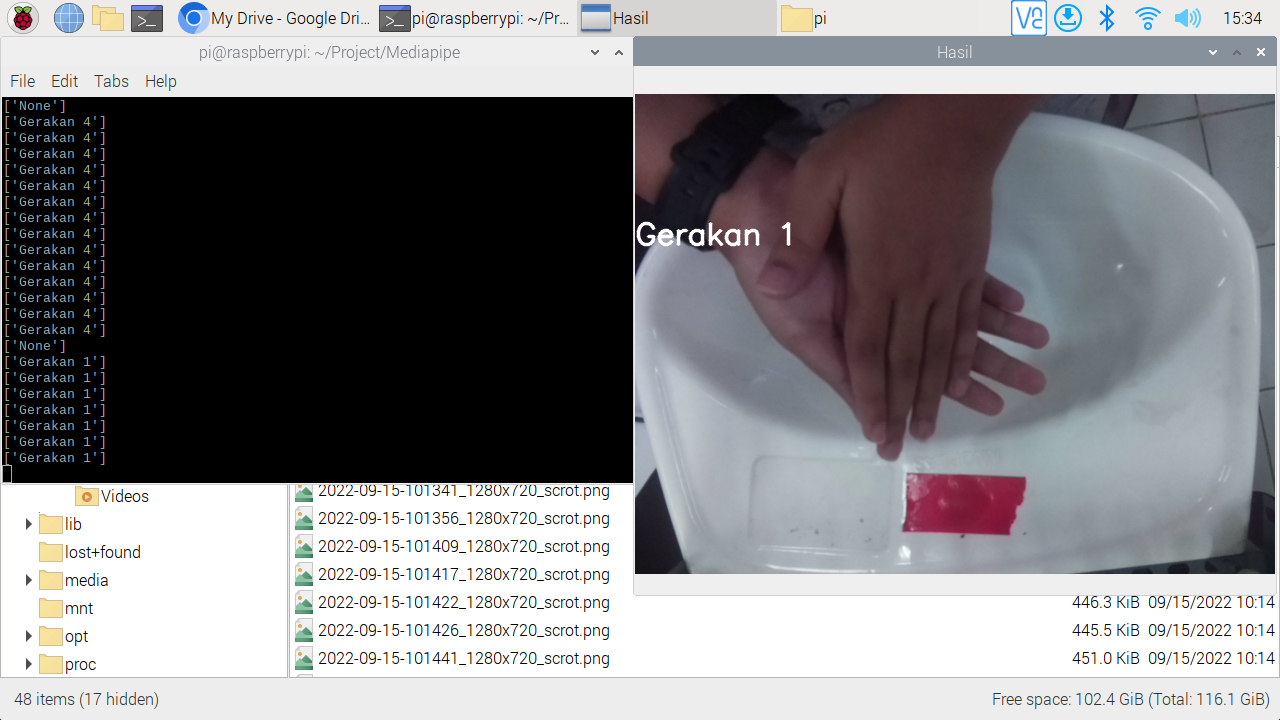 My Drive - Google Dri...
pi@raspberrypi: ~/Pr...
Hasil
pi
15:34
pi@raspberrypi: ~/Project/Mediapipe
File Edit Tabs Help
['None']
['Gerakan 4']
['Gerakan 4']
['Gerakan 4']
['Gerakan 4']
['Gerakan 4']
['Gerakan 4']
['Gerakan 4']
['Gerakan 4']
['Gerakan 4']
['Gerakan 4']
['Gerakan 4']
['Gerakan 4']
['Gerakan 4']
['Gerakan 4']
['None']
['Gerakan 1']
['Gerakan 1']
['Gerakan 1']
['Gerakan 1']
['Gerakan 1']
['Gerakan 1']
['Gerakan 1']
Hasil
Gerakan 1
Videos
lib
lost+found
media
mnt
opt
proc
2022-09-15-101341_1280x720_scrot.png
2022-09-15-101356_1280x720_scrot.png
2022-09-15-101409_1280x720_scrot.png
2022-09-15-101417_1280x720_scrot.png
2022-09-15-101422_1280x720_scrot.png 446.3 KiB 09/15/2022 10:14
2022-09-15-101426_1280x720_scrot.png 445.5 KiB 09/15/2022 10:14
2022-09-15-101441_1280x720_scrot.png 451.0 KiB 09/15/2022 10:14
48 items (17 hidden)
Free space: 102.4 GiB (Total: 116.1 GiB)